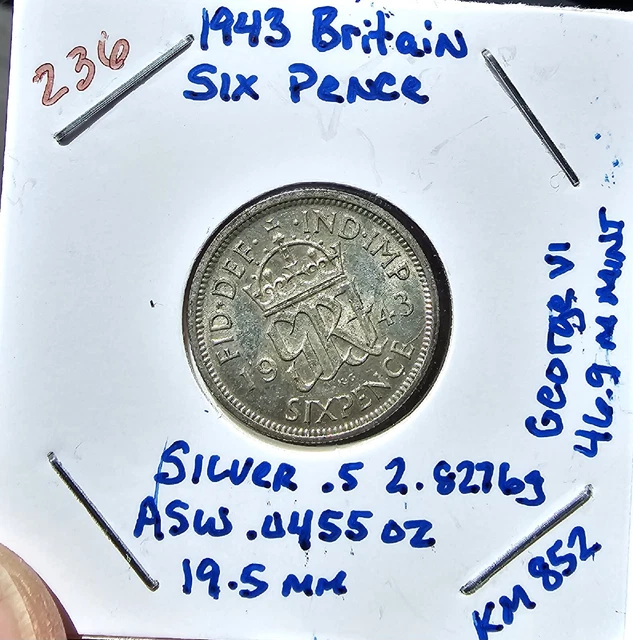 236
1943 Britain
Six Pence
FID·DEF· ·IND·IMP
19 43
GRI
SIXPENCE
GEORGE VI
46.9 M MINT
SILVER .5 2.8276g
ASW .0455 OZ
19.5 MM
KM 852